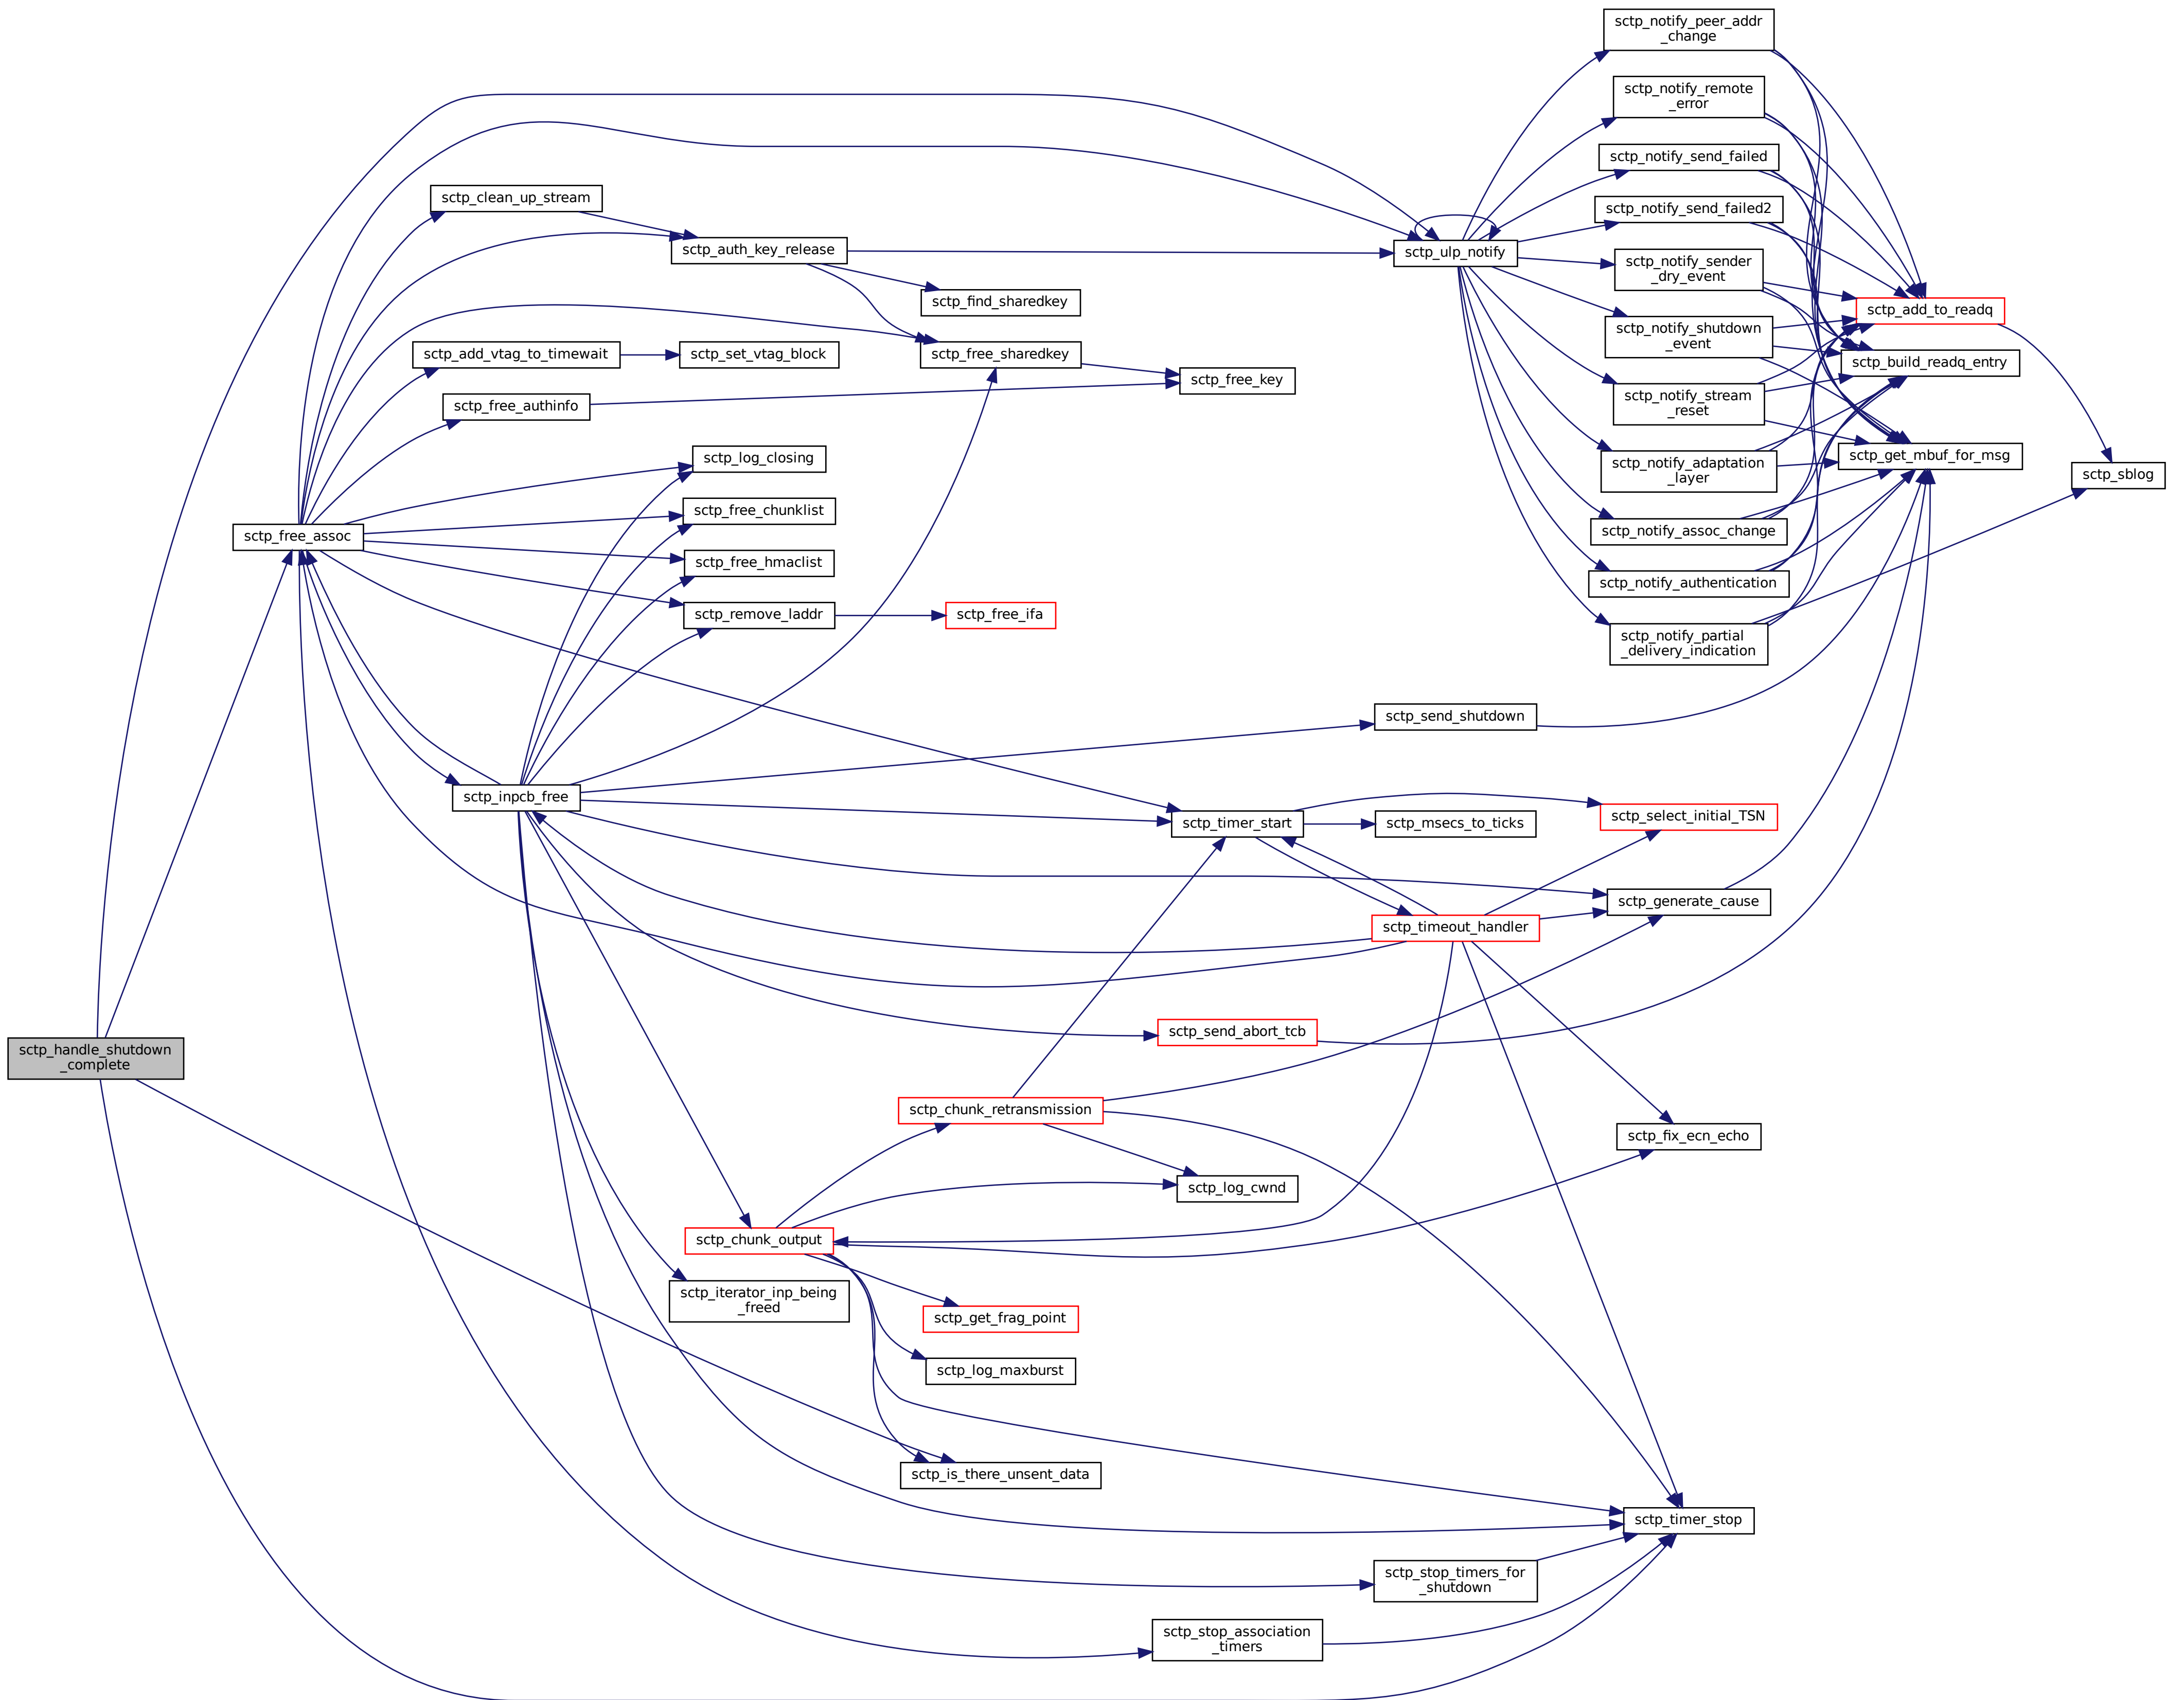 sctp_notify_peer_addr
_change
sctp_notify_remote
_error
sctp_notify_send_failed
sctp_clean_up_stream
sctp_notify_send_failed2
sctp_auth_key_release
sctp_ulp_notify
sctp_notify_sender
_dry_event
sctp_find_sharedkey
sctp_add_to_readq
sctp_notify_shutdown
_event
sctp_add_vtag_to_timewait
sctp_set_vtag_block
sctp_free_sharedkey
sctp_build_readq_entry
sctp_free_key
sctp_free_authinfo
sctp_notify_stream
_reset
sctp_log_closing
sctp_notify_adaptation
_layer
sctp_get_mbuf_for_msg
sctp_sblog
sctp_free_chunklist
sctp_free_assoc
sctp_notify_assoc_change
sctp_free_hmaclist
sctp_notify_authentication
sctp_remove_laddr
sctp_free_ifa
sctp_notify_partial
_delivery_indication
sctp_send_shutdown
sctp_inpcb_free
sctp_timer_start
sctp_msecs_to_ticks
sctp_select_initial_TSN
sctp_generate_cause
sctp_timeout_handler
sctp_send_abort_tcb
sctp_handle_shutdown
_complete
sctp_chunk_retransmission
sctp_fix_ecn_echo
sctp_log_cwnd
sctp_chunk_output
sctp_iterator_inp_being
_freed
sctp_get_frag_point
sctp_log_maxburst
sctp_is_there_unsent_data
sctp_timer_stop
sctp_stop_timers_for
_shutdown
sctp_stop_association
_timers